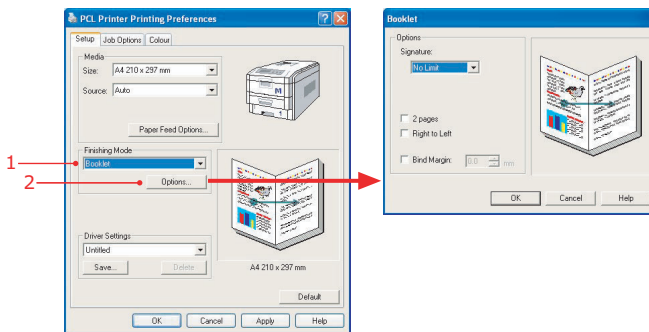 PCL Printer Printing Preferences
Setup Job Options Colour
Media
Size: A4 210 x 297 mm
Source: Auto
Paper Feed Options...
M
1
1
Finishing Mode
Booklet
2
Options...
Driver Settings
Untitled
Save... Delete
A4 210 x 297 mm
Default
OK Cancel Apply Help
Booklet
Options
Signature:
No Limit
2 pages
Right to Left
Bind Margin: 0.0 mm
OK Cancel Help